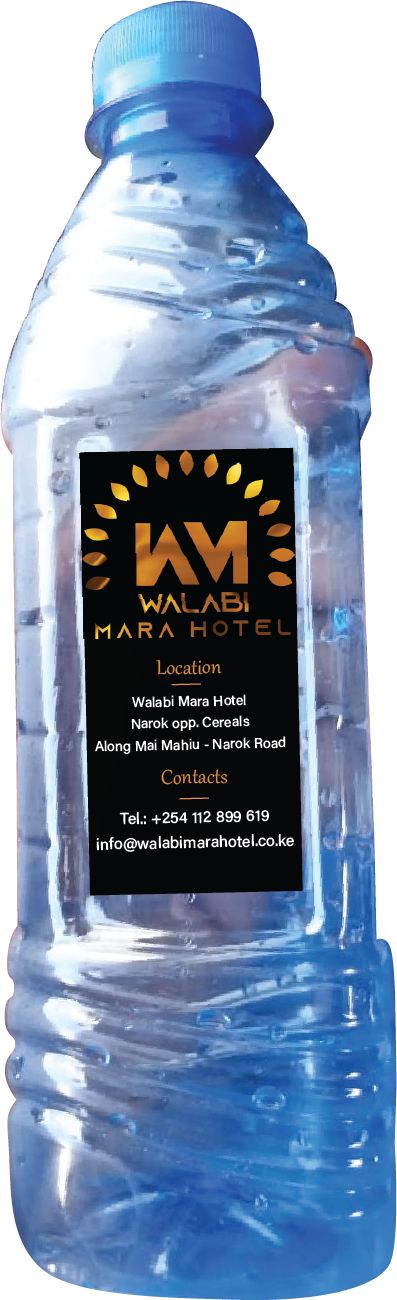 WALABI
MARA HOTEL
Location
Walabi Mara Hotel
Narok opp. Cereals
Along Mai Mahiu - Narok Road
Contacts
Tel.: +254 112 899 619
info@walabimarahotel.co.ke